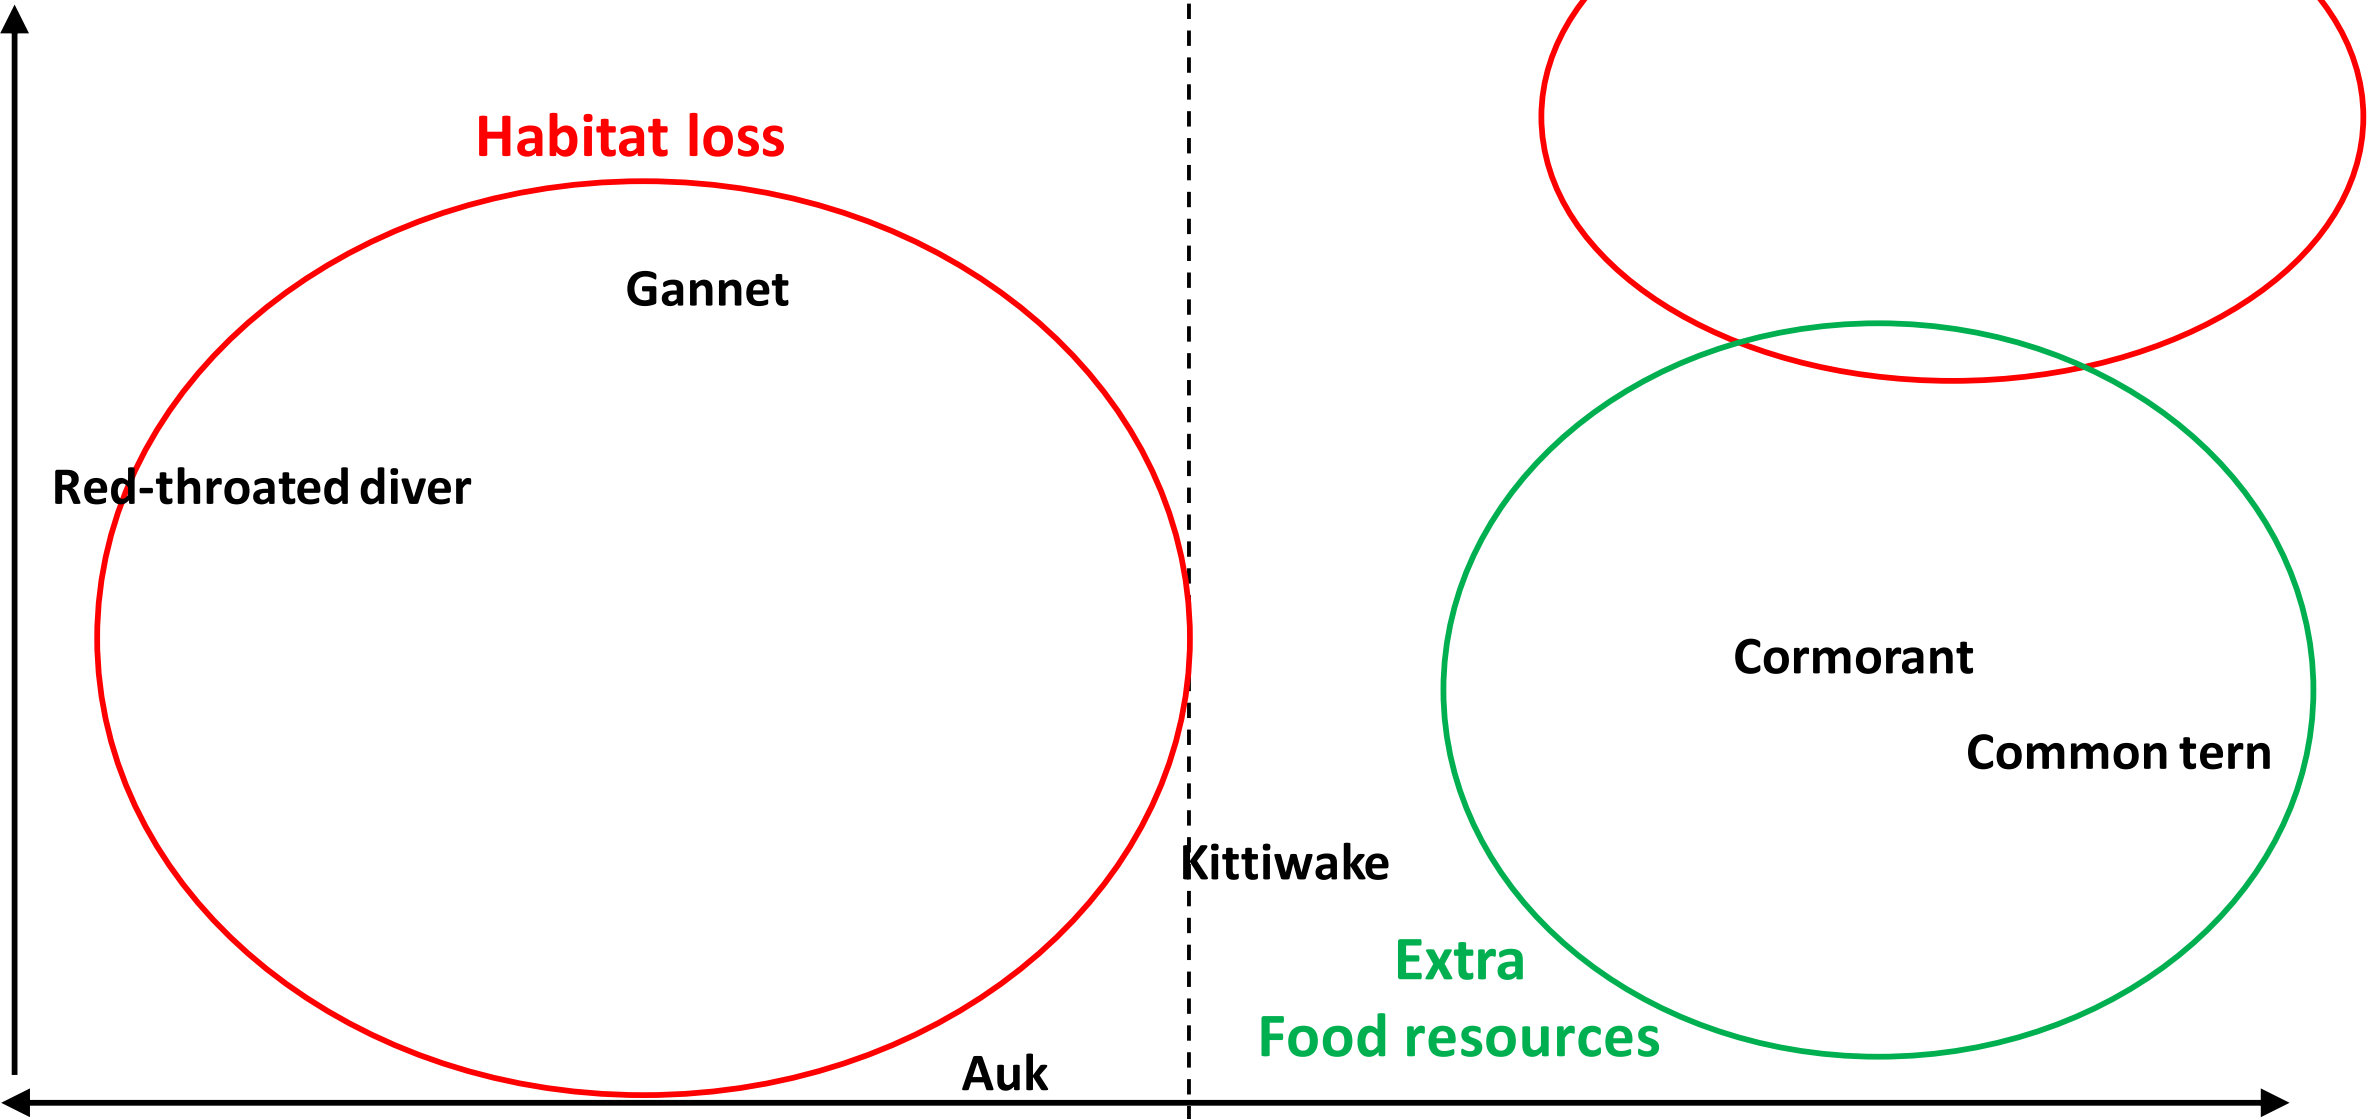 Habitat loss
Gannet
Red-throated diver
Cormorant
Common tern
Kittiwake
Extra
Food resources
Auk